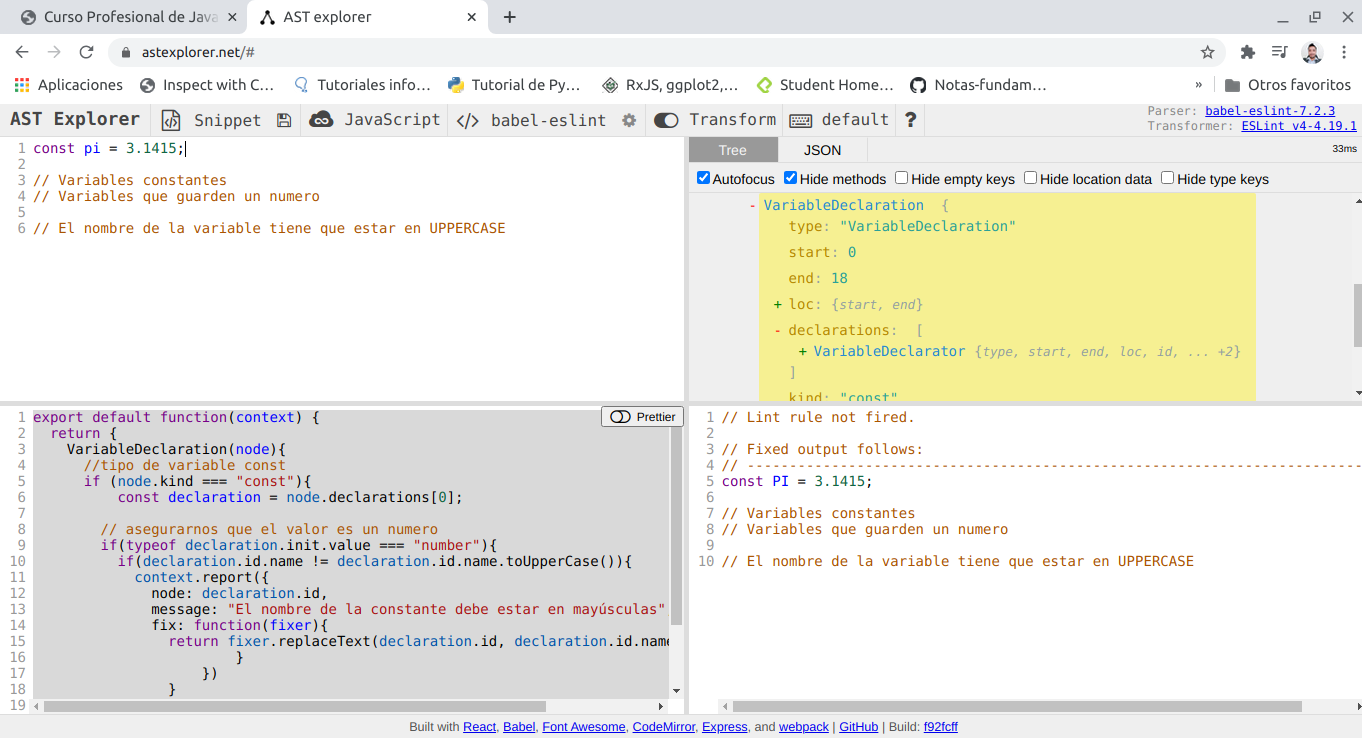 Curso Profesional de Java
AST explorer
astexplorer.net/#
Aplicaciones
Inspect with C…
Tutoriales info…
Tutorial de Py…
RxJS, ggplot2,…
Student Home…
Notas-fundam…
»
Otros favoritos
AST Explorer
Snippet
JavaScript
babel-eslint
Transform
default
?
Parser: babel-eslint-7.2.3
Transformer: ESLint v4-4.19.1
1 const pi = 3.1415;
2
3 // Variables constantes
4 // Variables que guarden un numero
5
6 // El nombre de la variable tiene que estar en UPPERCASE
Tree
JSON
33ms
Autofocus
Hide methods
Hide empty keys
Hide location data
Hide type keys
- VariableDeclaration {
type: "VariableDeclaration"
start: 0
end: 18
+ loc: {start, end}
- declarations: [
+ VariableDeclarator {type, start, end, loc, id, ... +2}
]
kind: "const"
Prettier
1 export default function(context) {
2 return {
3 VariableDeclaration(node){
4 //tipo de variable const
5 if (node.kind === "const"){
6 const declaration = node.declarations[0];
7
8 // asegurarnos que el valor es un numero
9 if(typeof declaration.init.value === "number"){
10 if(declaration.id.name != declaration.id.name.toUpperCase()){
11 context.report({
12 node: declaration.id,
13 message: "El nombre de la constante debe estar en mayúsculas"
14 fix: function(fixer){
15 return fixer.replaceText(declaration.id, declaration.id.name
16 }
17 })
18 }
19
1 // Lint rule not fired.
2
3 // Fixed output follows:
4 // --------------------------------------------------------------------------
5 const PI = 3.1415;
6
7 // Variables constantes
8 // Variables que guarden un numero
9
10 // El nombre de la variable tiene que estar en UPPERCASE
Built with React, Babel, Font Awesome, CodeMirror, Express, and webpack | GitHub | Build: f92fcff